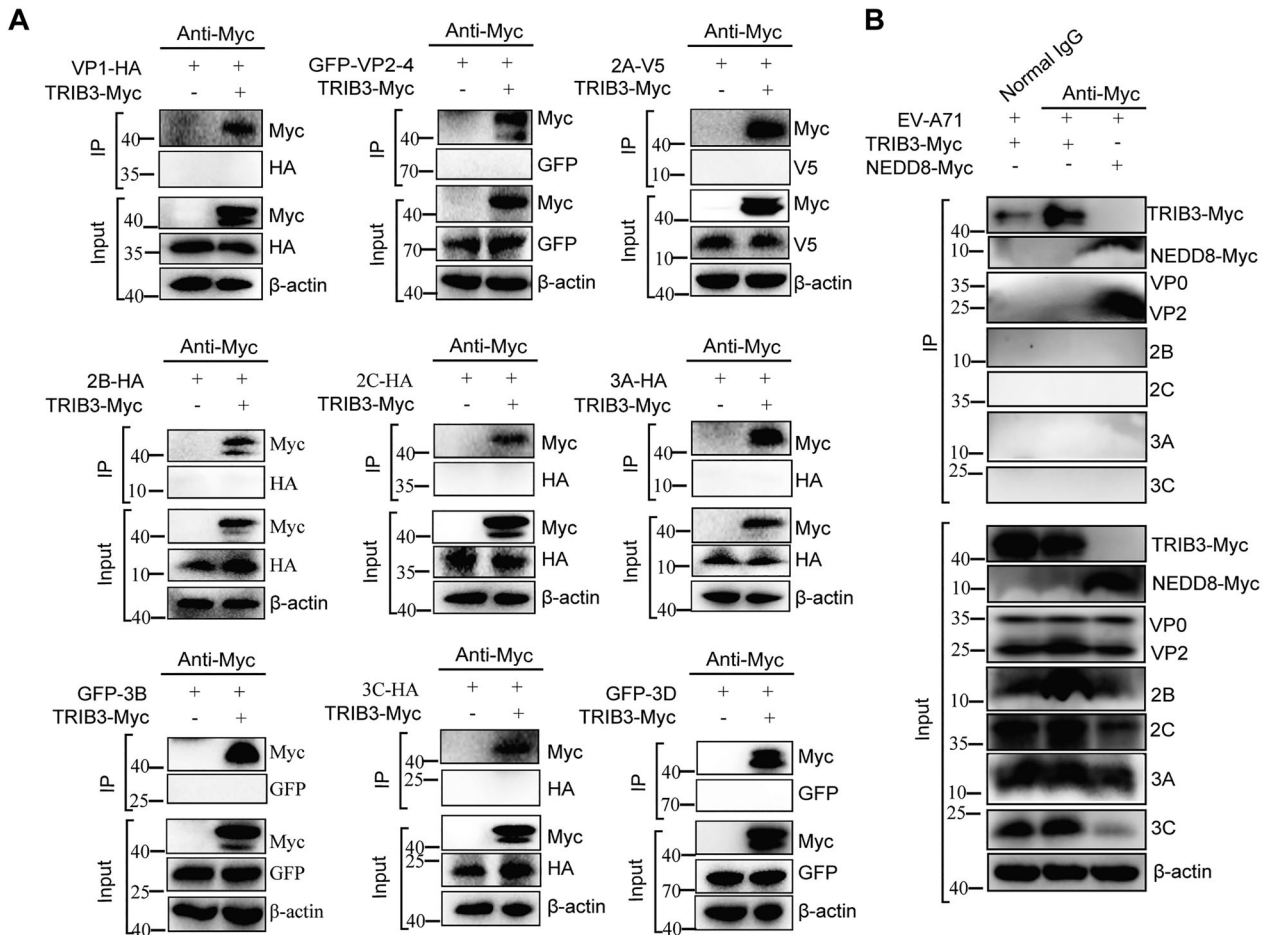 A
Anti-Myc
VP1-HA + +
TRIB3-Myc - +
IP
40 Myc
35 HA
Input
40 Myc
35 HA
40 β-actin
Anti-Myc
GFP-VP2-4 + +
TRIB3-Myc - +
IP
40 Myc
70 GFP
Input
40 Myc
70 GFP
40 β-actin
Anti-Myc
2A-V5 + +
TRIB3-Myc - +
IP
40 Myc
10 V5
Input
40 Myc
10 V5
40 β-actin
Anti-Myc
2B-HA + +
TRIB3-Myc - +
IP
40 Myc
10 HA
Input
40 Myc
10 HA
40 β-actin
Anti-Myc
2C-HA + +
TRIB3-Myc - +
IP
40 Myc
35 HA
Input
40 Myc
35 HA
40 β-actin
Anti-Myc
3A-HA + +
TRIB3-Myc - +
IP
40 Myc
10 HA
Input
40 Myc
10 HA
40 β-actin
Anti-Myc
GFP-3B + +
TRIB3-Myc - +
IP
40 Myc
25 GFP
Input
40 Myc
25 GFP
40 β-actin
Anti-Myc
3C-HA + +
TRIB3-Myc - +
IP
40 Myc
25 HA
Input
40 Myc
25 HA
40 β-actin
Anti-Myc
GFP-3D + +
TRIB3-Myc - +
IP
40 Myc
70 GFP
Input
40 Myc
70 GFP
40 β-actin
B
Normal IgG
Anti-Myc
EV-A71 + + +
TRIB3-Myc + + -
NEDD8-Myc - - +
IP
40 TRIB3-Myc
10 NEDD8-Myc
35 VP0
25 VP2
10 2B
35 2C
10 3A
25 3C
Input
40 TRIB3-Myc
10 NEDD8-Myc
35 VP0
25 VP2
10 2B
35 2C
10 3A
25 3C
40 β-actin